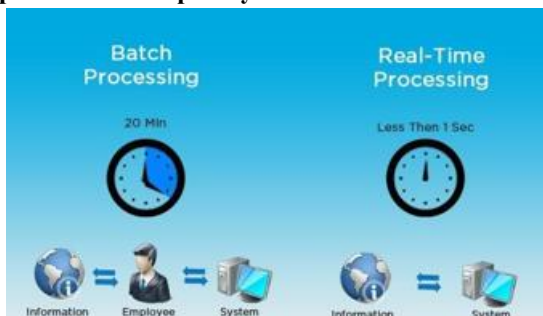 Batch
Processing
20 Min
Information
Employee
System
Real-Time
Processing
Less Then 1 Sec
Information
System